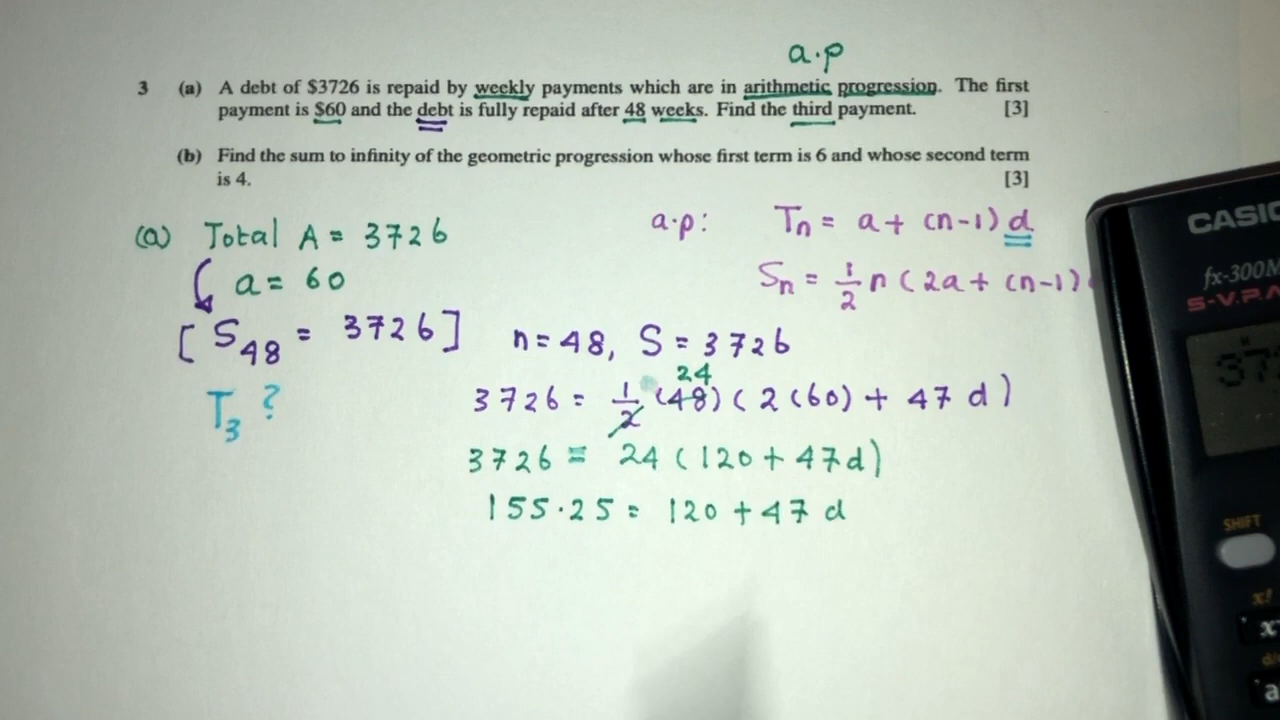 a.p
3 (a) A debt of $3726 is repaid by weekly payments which are in arithmetic progression. The first
payment is $60 and the debt is fully repaid after 48 weeks. Find the third payment. [3]
(b) Find the sum to infinity of the geometric progression whose first term is 6 and whose second term
is 4. [3]
(a) Total A = 3726
a = 60
[ S48 = 3726 ]
T3 ?
a.p: Tn = a + (n-1) d
Sn = 1/2 n ( 2a + (n-1)
n = 48, S = 3726
24
3726 = 1/2 (48) ( 2 (60) + 47 d )
3726 = 24 ( 120 + 47d )
155.25 = 120 + 47 d
CASIO
fx-300M
S-V.P.A
SHIFT
x!